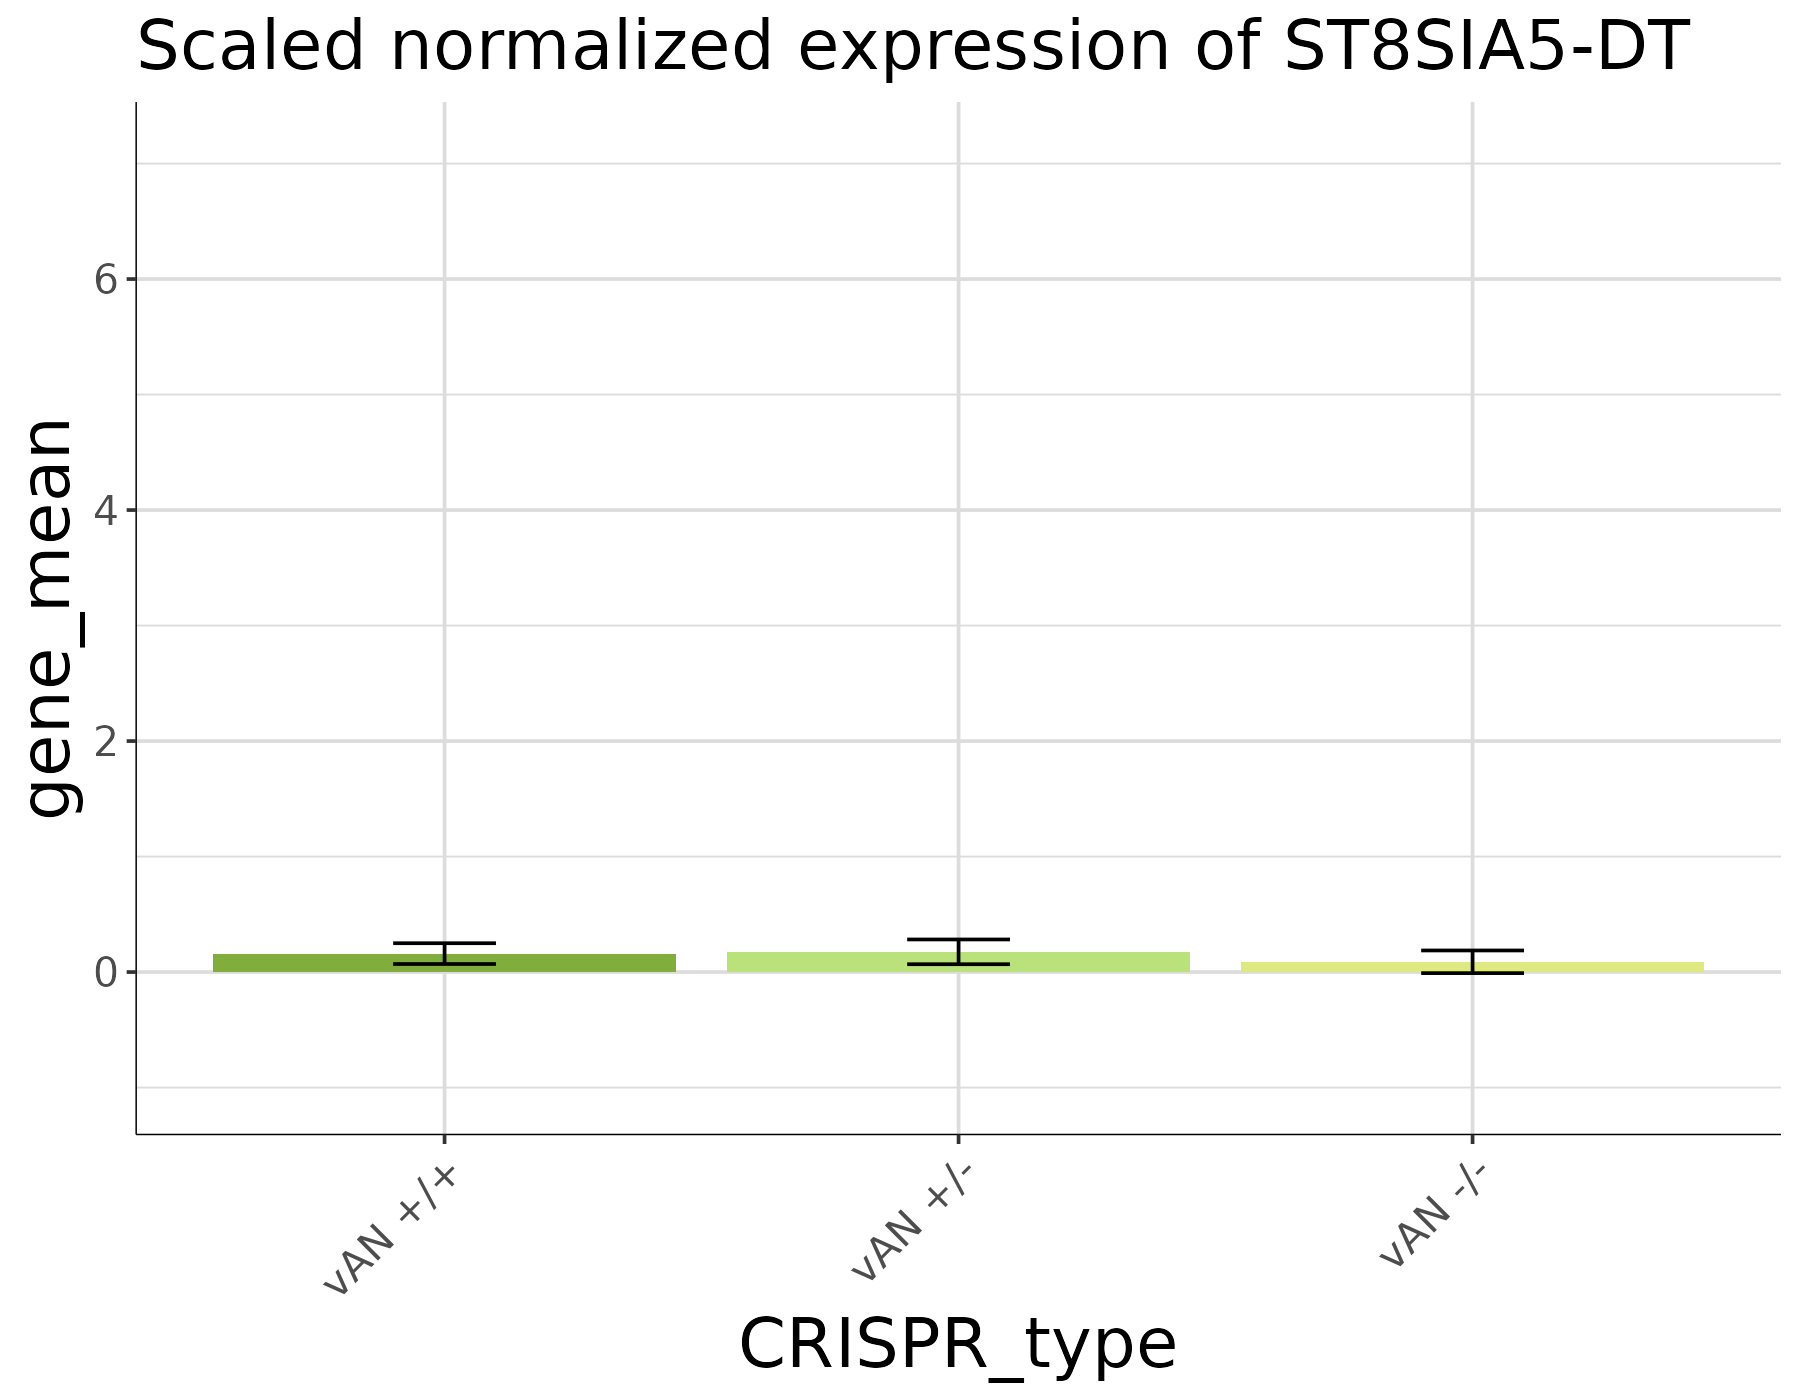 Scaled normalized expression of ST8SIA5-DT
gene_mean
6
4
2
0
vAN +/+
vAN +/-
vAN -/-
CRISPR_type